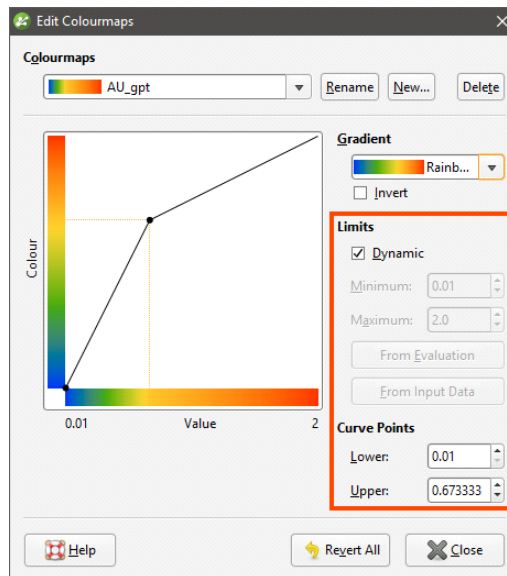 Edit Colourmaps
Colourmaps
AU_gpt
Rename
New...
Delete
Gradient
Rainb...
Invert
Limits
Dynamic
Minimum: 0.01
Maximum: 2.0
From Evaluation
From Input Data
Curve Points
Lower: 0.01
Upper: 0.673333
Colour
0.01 Value 2
Help
Revert All
Close